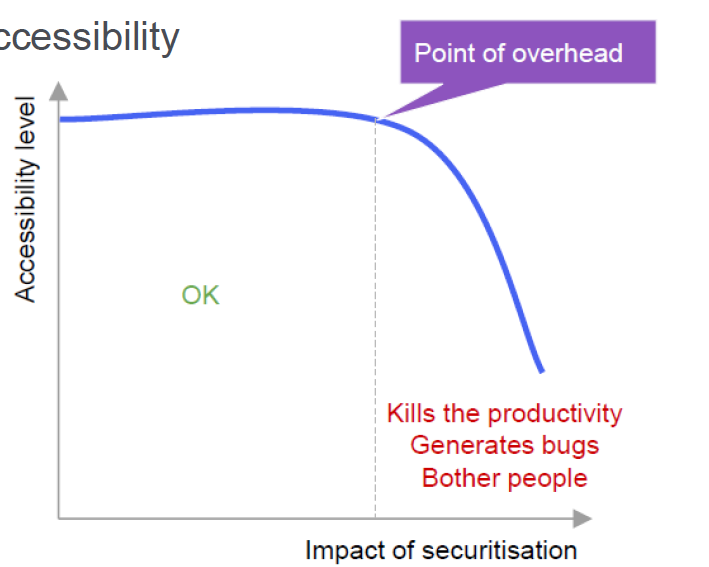 ccessibility
Point of overhead
Accessibility level
OK
Kills the productivity
Generates bugs
Bother people
Impact of securitisation